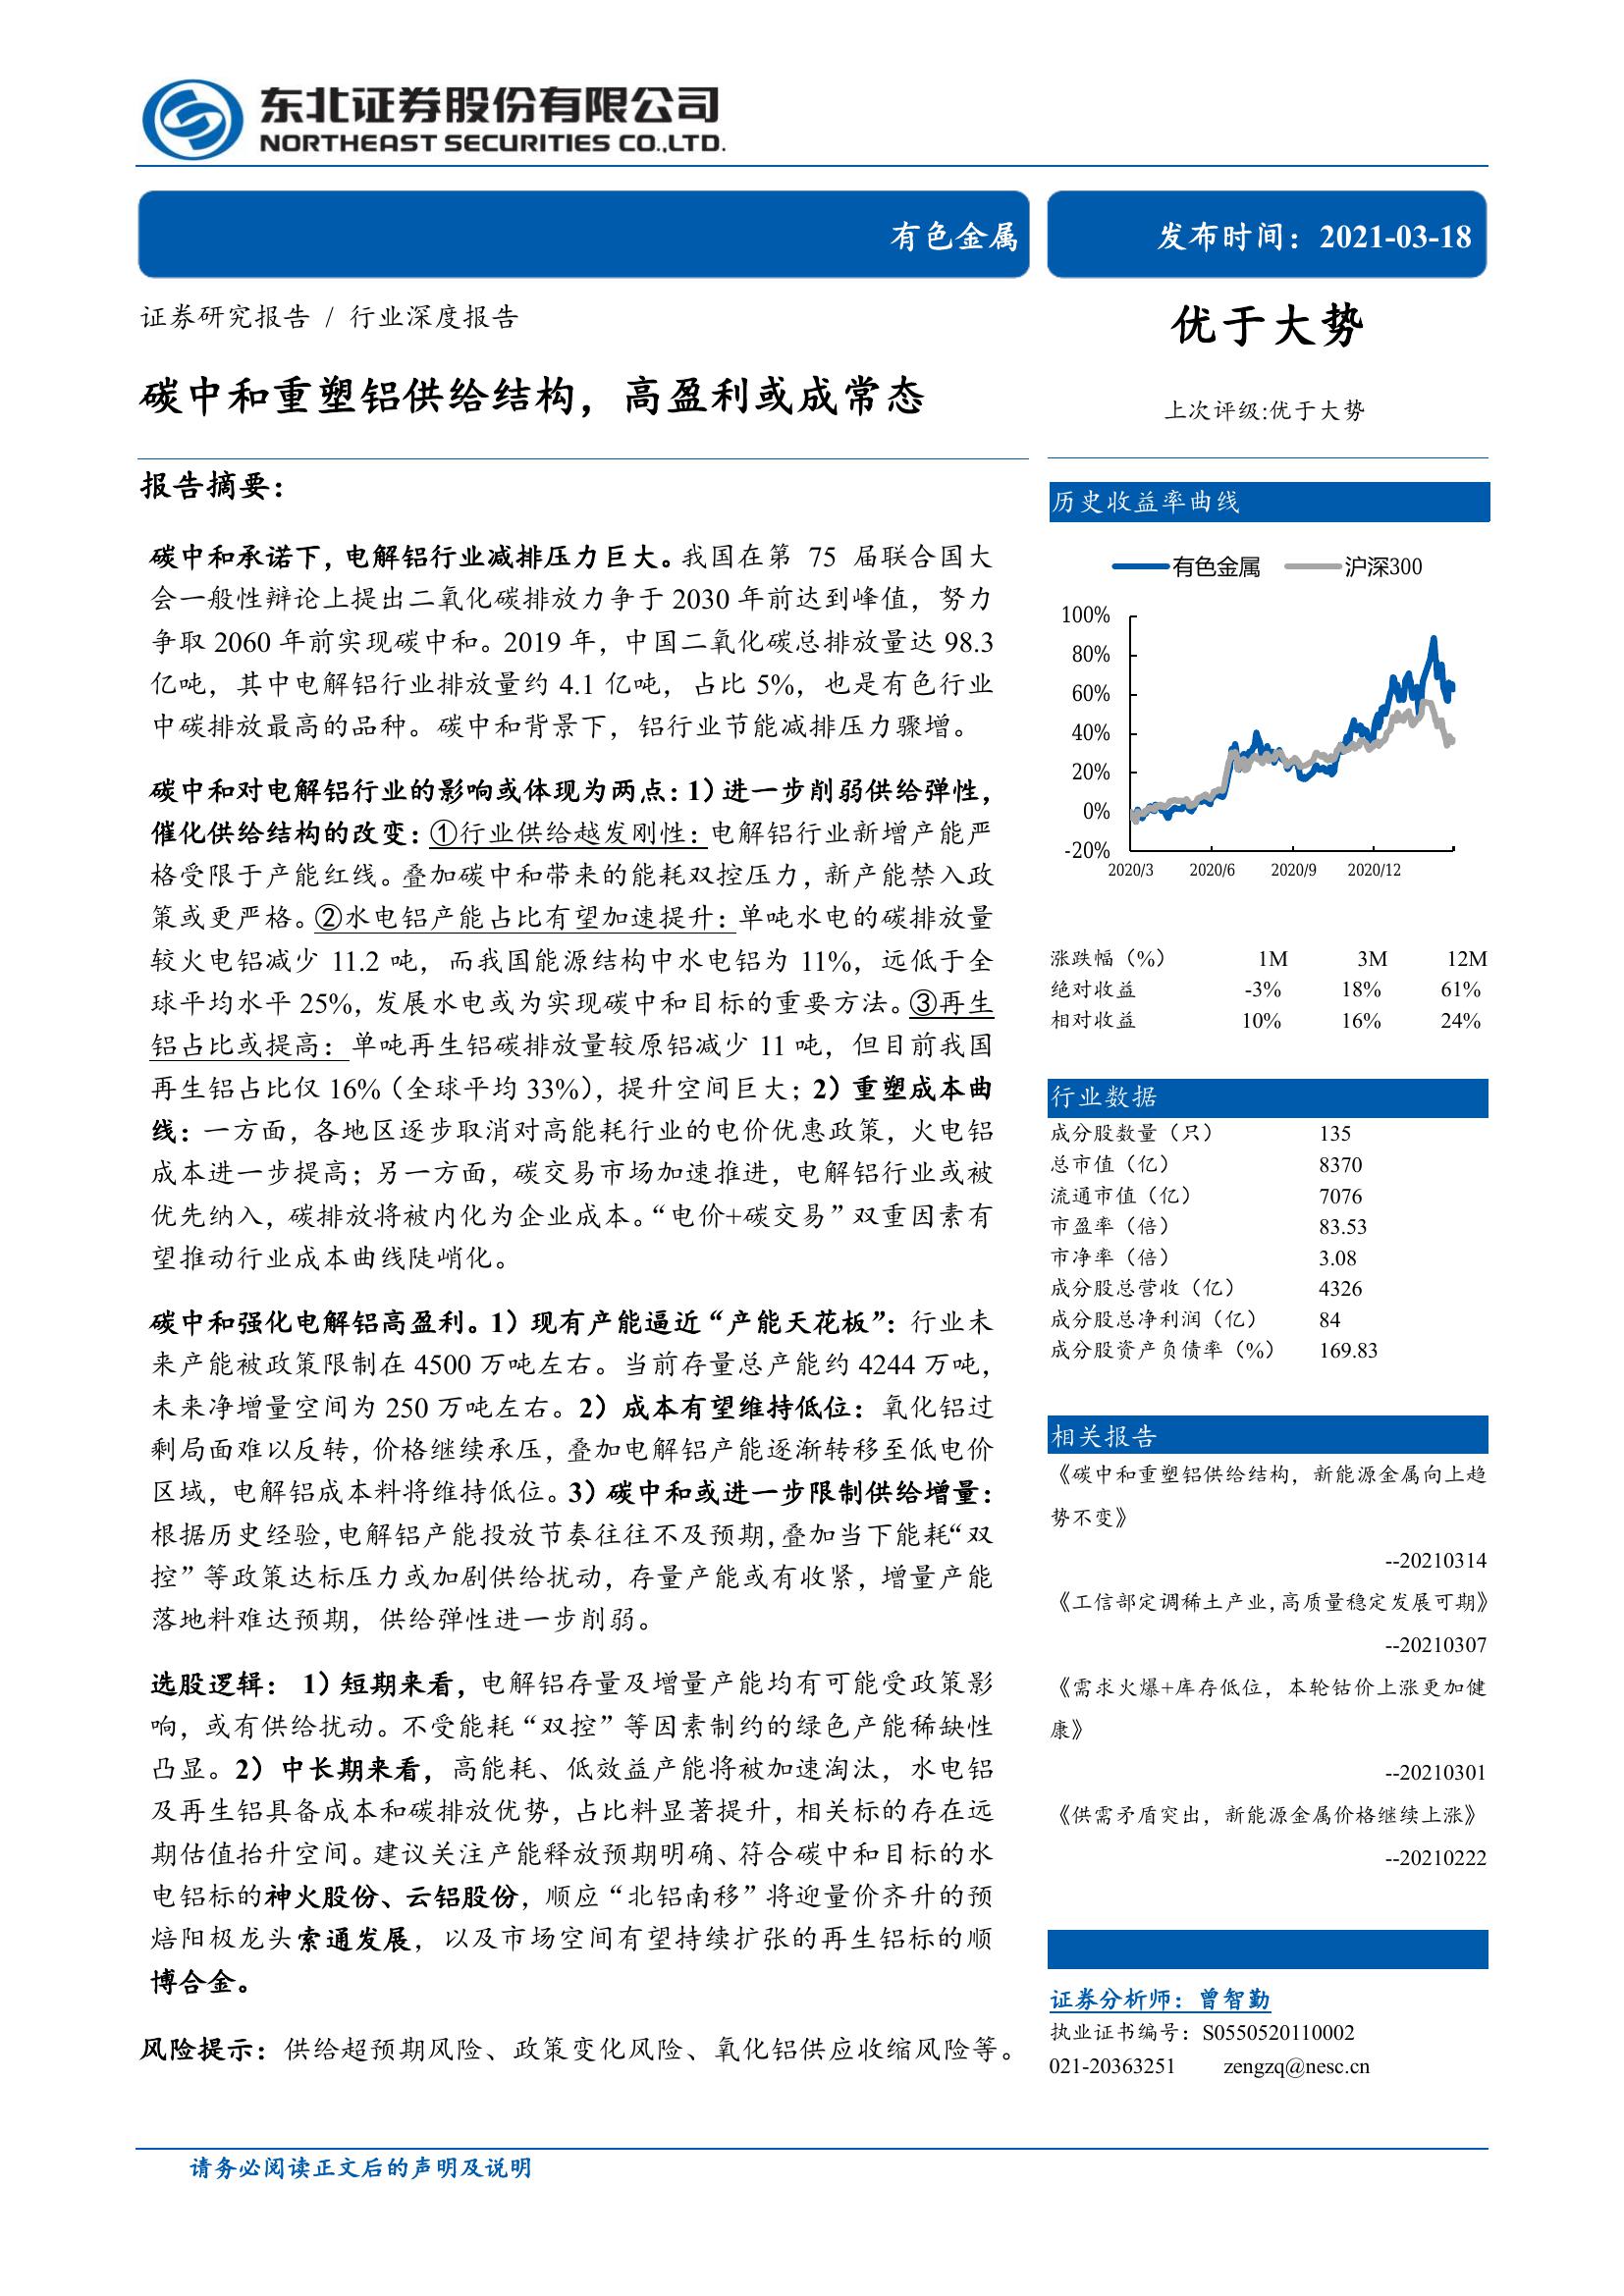 东北证券股份有限公司
NORTHEAST SECURITIES CO.,LTD.
有色金属
发布时间：2021-03-18
证券研究报告 / 行业深度报告
碳中和重塑铝供给结构，高盈利或成常态
报告摘要：
碳中和承诺下，电解铝行业减排压力巨大。我国在第 75 届联合国大
会一般性辩论上提出二氧化碳排放力争于 2030 年前达到峰值，努力
争取 2060 年前实现碳中和。2019 年，中国二氧化碳总排放量达 98.3
亿吨，其中电解铝行业排放量约 4.1 亿吨，占比 5%，也是有色行业
中碳排放最高的品种。碳中和背景下，铝行业节能减排压力骤增。
碳中和对电解铝行业的影响或体现为两点：1）进一步削弱供给弹性，
催化供给结构的改变：①行业供给越发刚性：电解铝行业新增产能严
格受限于产能红线。叠加碳中和带来的能耗双控压力，新产能禁入政
策或更严格。②水电铝产能占比有望加速提升：单吨水电的碳排放量
较火电铝减少 11.2 吨，而我国能源结构中水电铝为 11%，远低于全
球平均水平 25%，发展水电或为实现碳中和目标的重要方法。③再生
铝占比或提高：单吨再生铝碳排放量较原铝减少 11 吨，但目前我国
再生铝占比仅 16%（全球平均 33%），提升空间巨大；2）重塑成本曲
线：一方面，各地区逐步取消对高能耗行业的电价优惠政策，火电铝
成本进一步提高；另一方面，碳交易市场加速推进，电解铝行业或被
优先纳入，碳排放将被内化为企业成本。“电价+碳交易”双重因素有
望推动行业成本曲线陡峭化。
碳中和强化电解铝高盈利。1）现有产能逼近“产能天花板”：行业未
来产能被政策限制在 4500 万吨左右。当前存量总产能约 4244 万吨，
未来净增量空间为 250 万吨左右。2）成本有望维持低位：氧化铝过
剩局面难以反转，价格继续承压，叠加电解铝产能逐渐转移至低电价
区域，电解铝成本料将维持低位。3）碳中和或进一步限制供给增量：
根据历史经验，电解铝产能投放节奏往往不及预期，叠加当下能耗“双
控”等政策达标压力或加剧供给扰动，存量产能或有收紧，增量产能
落地料难达预期，供给弹性进一步削弱。
选股逻辑： 1）短期来看，电解铝存量及增量产能均有可能受政策影
响，或有供给扰动。不受能耗“双控”等因素制约的绿色产能稀缺性
凸显。2）中长期来看，高能耗、低效益产能将被加速淘汰，水电铝
及再生铝具备成本和碳排放优势，占比料显著提升，相关标的存在远
期估值抬升空间。建议关注产能释放预期明确、符合碳中和目标的水
电铝标的神火股份、云铝股份，顺应“北铝南移”将迎量价齐升的预
焙阳极龙头索通发展，以及市场空间有望持续扩张的再生铝标的顺
博合金。
风险提示：供给超预期风险、政策变化风险、氧化铝供应收缩风险等。
优于大势
上次评级:优于大势
历史收益率曲线
有色金属 沪深300
100%
80%
60%
40%
20%
0%
-20%
2020/3 2020/6 2020/9 2020/12
涨跌幅（%） 1M 3M 12M
绝对收益 -3% 18% 61%
相对收益 10% 16% 24%
行业数据
成分股数量（只） 135
总市值（亿） 8370
流通市值（亿） 7076
市盈率（倍） 83.53
市净率（倍） 3.08
成分股总营收（亿） 4326
成分股总净利润（亿） 84
成分股资产负债率（%） 169.83
相关报告
《碳中和重塑铝供给结构，新能源金属向上趋
势不变》
--20210314
《工信部定调稀土产业，高质量稳定发展可期》
--20210307
《需求火爆+库存低位，本轮钴价上涨更加健
康》
--20210301
《供需矛盾突出，新能源金属价格继续上涨》
--20210222
证券分析师：曾智勤
执业证书编号：S0550520110002
021-20363251 zengzq@nesc.cn
请务必阅读正文后的声明及说明